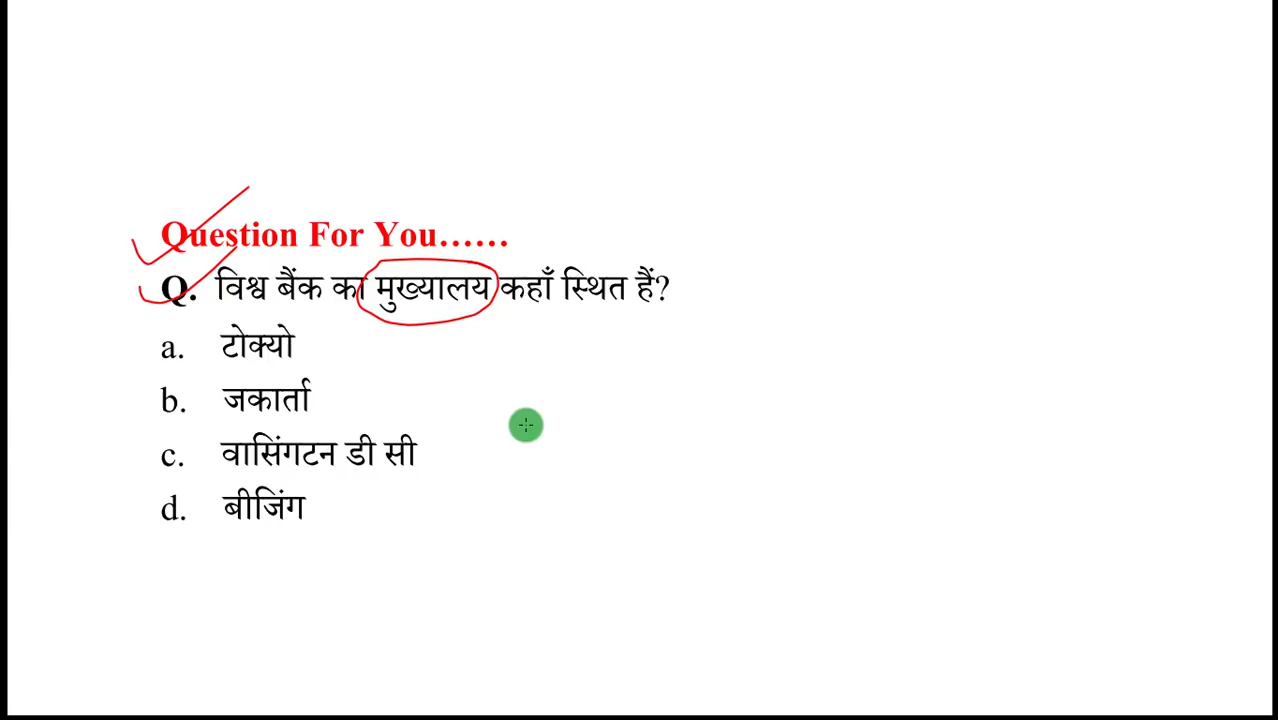 Question For You......
Q. विश्व बैंक का मुख्यालय कहाँ स्थित हैं?
a. टोक्यो
b. जकार्ता
c. वासिंगटन डी सी
d. बीजिंग